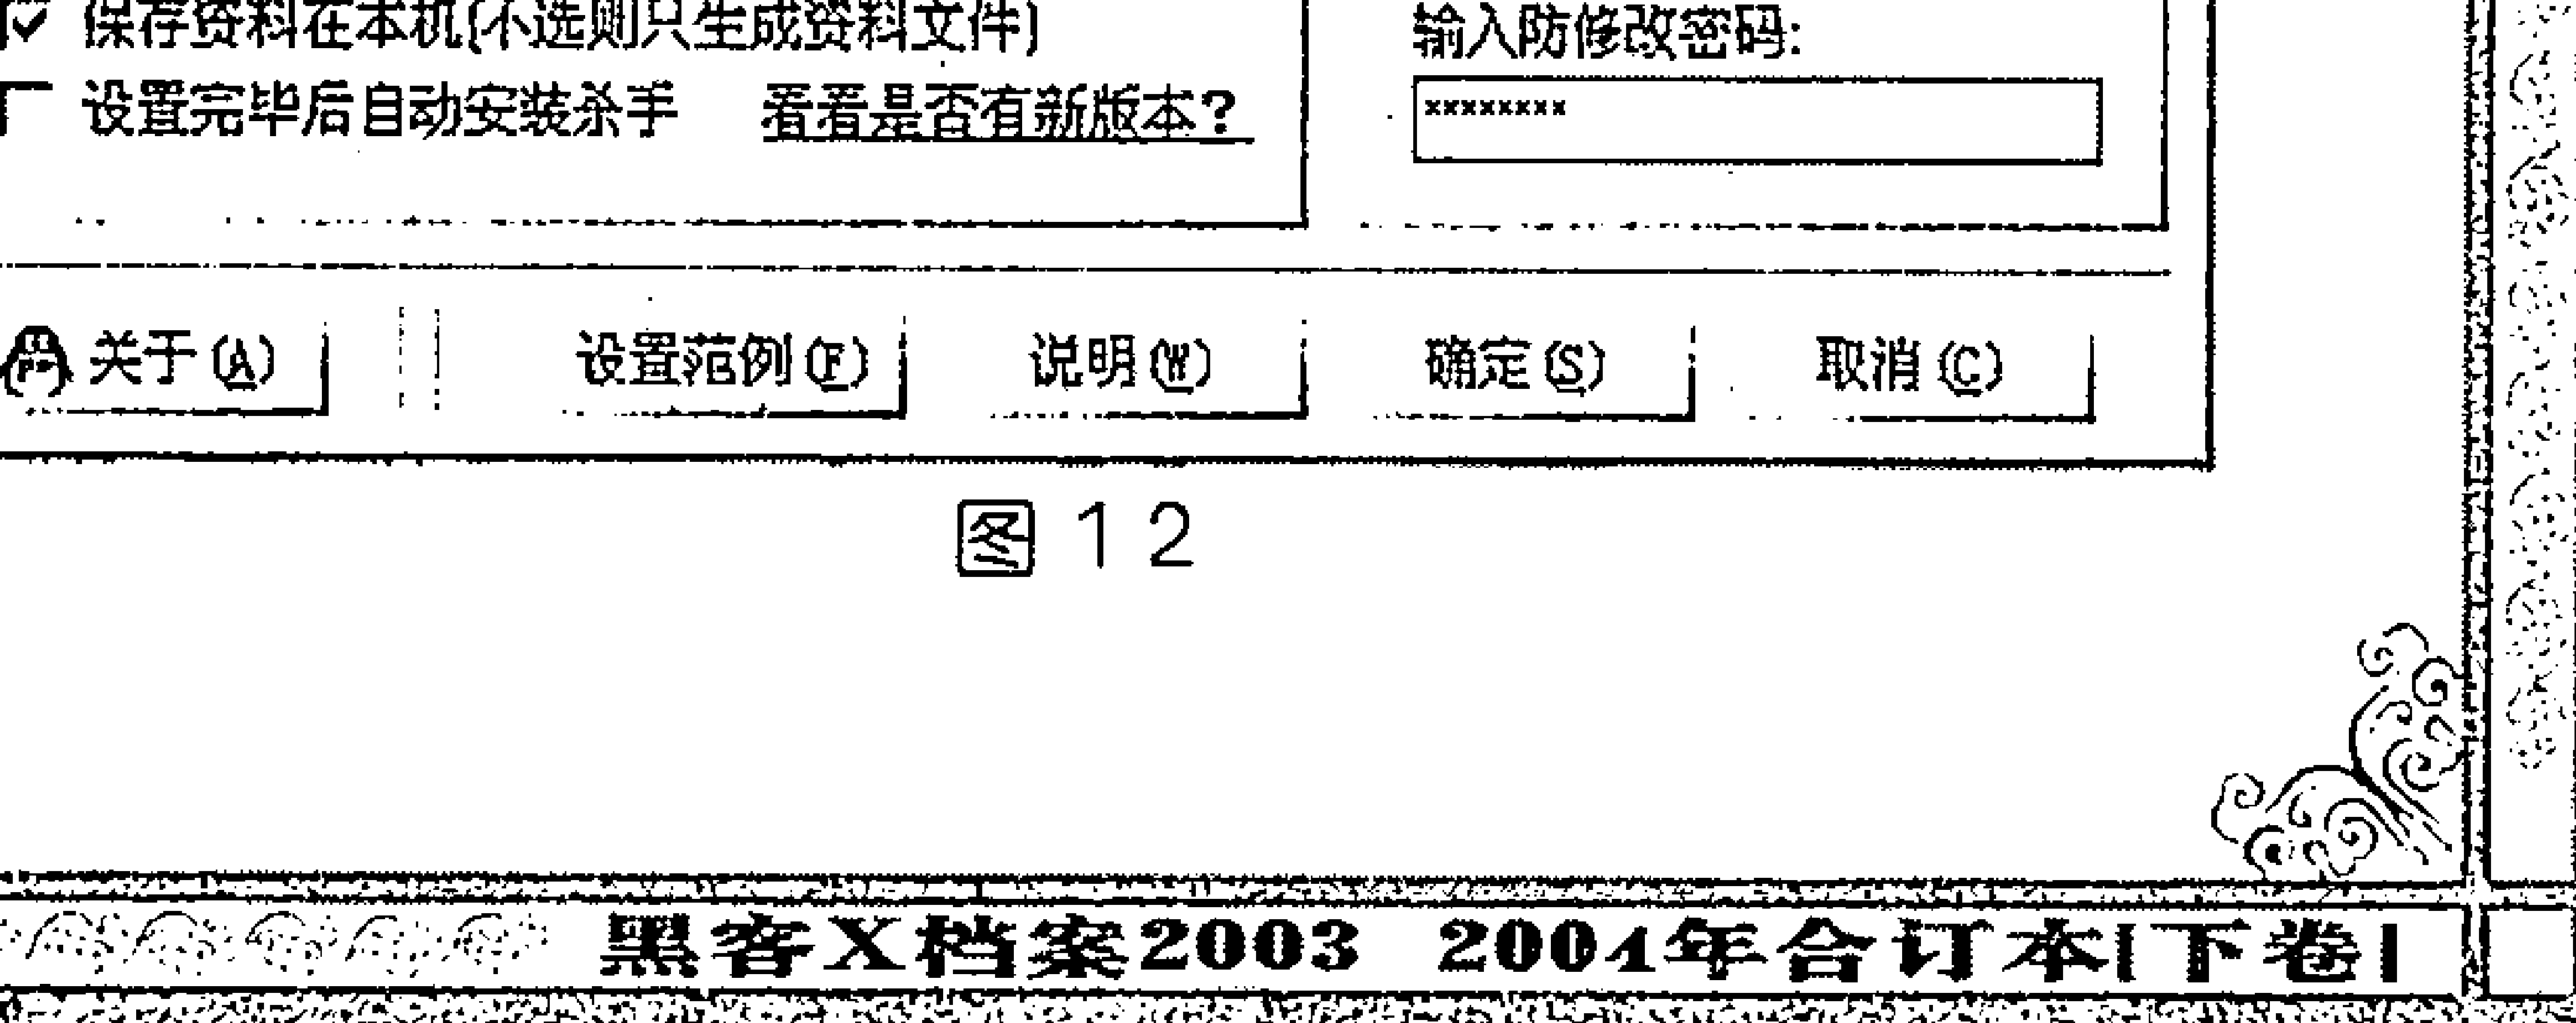 保存资料在本机(不选则只生成资料文件)
设置完毕后自动安装杀手 看看是否有新版本?
输入防修改密码:
xxxxxxxx
关于(A) 设置范例(F) 说明(W) 确定(S) 取消(C)
图12
黑客X档案2003 2004年合订本[下卷]